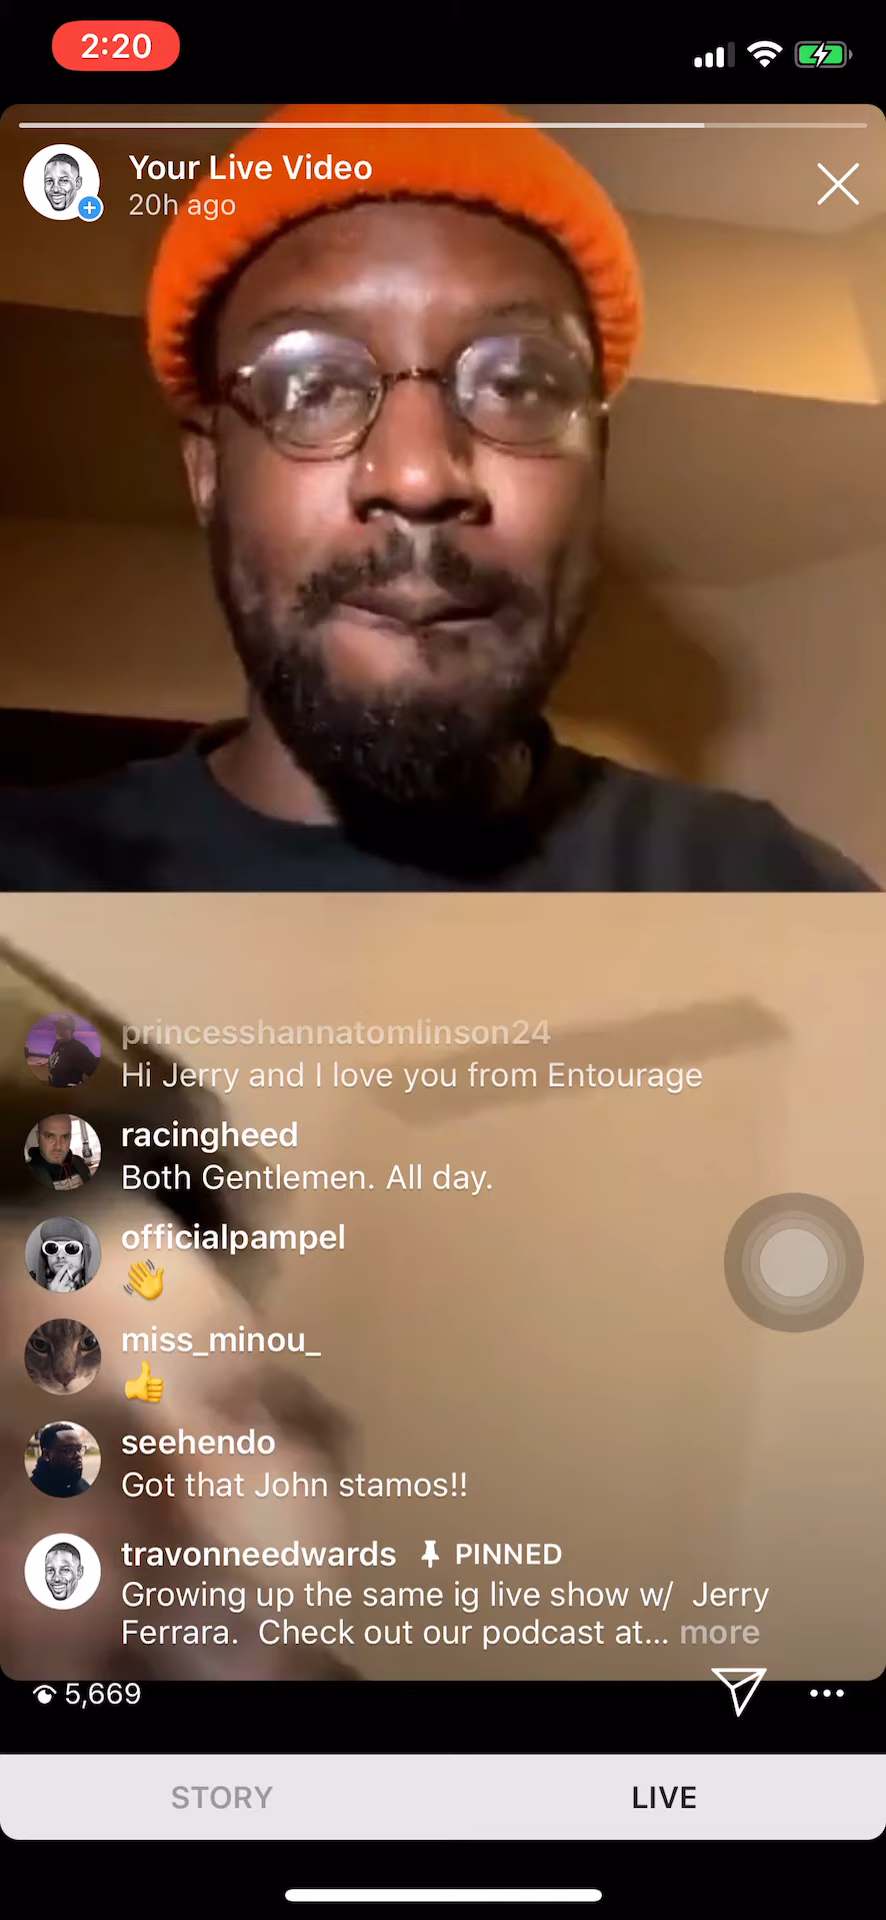 2:20
Your Live Video
20h ago
princesshannatomlinson24
Hi Jerry and I love you from Entourage
racingheed
Both Gentlemen. All day.
officialpampel
👋
miss_minou_
👍
seehendo
Got that John stamos!!
travonneedwards PINNED
Growing up the same ig live show w/ Jerry
Ferrara. Check out our podcast at... more
5,669
STORY LIVE